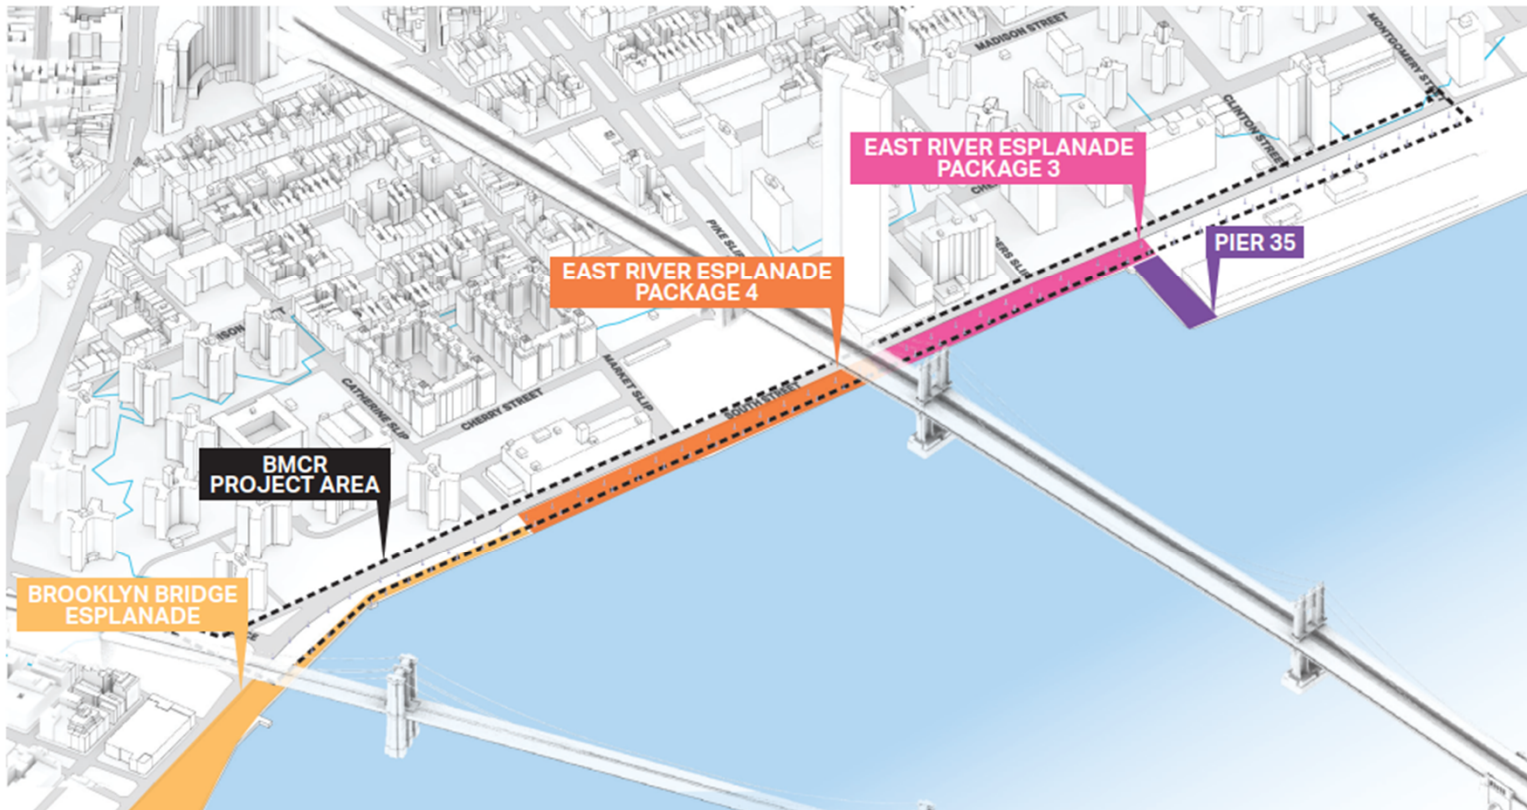 MADISON STREET
MONTGOMERY STREET
CLINTON STREET
EAST RIVER ESPLANADE
PACKAGE 3
PIKE SLIP
PIER 35
EAST RIVER ESPLANADE
PACKAGE 4
MARKET SLIP
CATHERINE SLIP
CHERRY STREET
SOUTH STREET
BMCR
PROJECT AREA
BROOKLYN BRIDGE
ESPLANADE